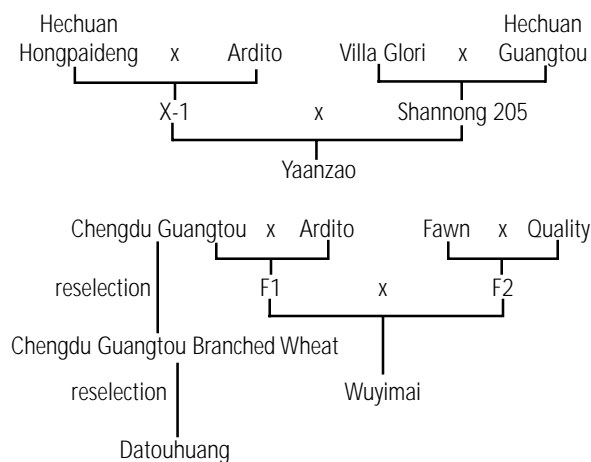 Hechuan
Hongpaideng x Ardito
Villa Glori x Hechuan
Guangtou
X-1 x Shannong 205
Yaanzao
Chengdu Guangtou x Ardito
Fawn x Quality
reselection
F1 x F2
Chengdu Guangtou Branched Wheat
reselection
Wuyimai
Datouhuang